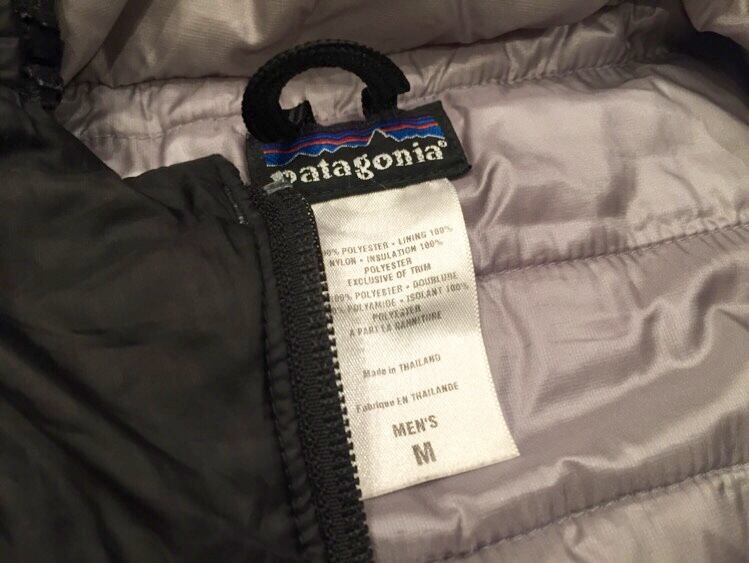 patagonia®
00% POLYESTER • LINING 100%
NYLON • INSULATION 100%
POLYESTER
EXCLUSIVE OF TRIM
100% POLYESTER • DOUBLURE
% POLYAMIDE • ISOLANT 100%
POLYESTER
A PART LA GARNITURE
Made in THAILAND
Fabriqué EN THAILANDE
MEN'S
M